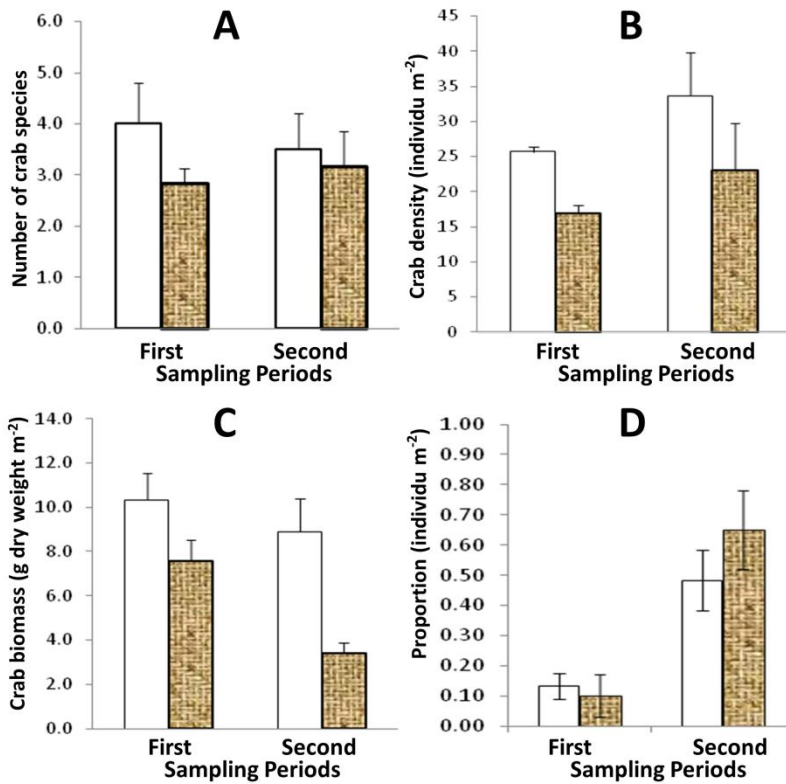 A
Number of crab species
6.0
5.0
4.0
3.0
2.0
1.0
0.0
First Second
Sampling Periods
B
Crab density (individu m⁻²)
45
40
35
30
25
20
15
10
5
0
First Second
Sampling Periods
C
Crab biomass (g dry weight m⁻²)
14.0
12.0
10.0
8.0
6.0
4.0
2.0
0.0
First Second
Sampling Periods
D
Proportion (individu m⁻²)
1.00
0.90
0.80
0.70
0.60
0.50
0.40
0.30
0.20
0.10
0.00
First Second
Sampling Periods